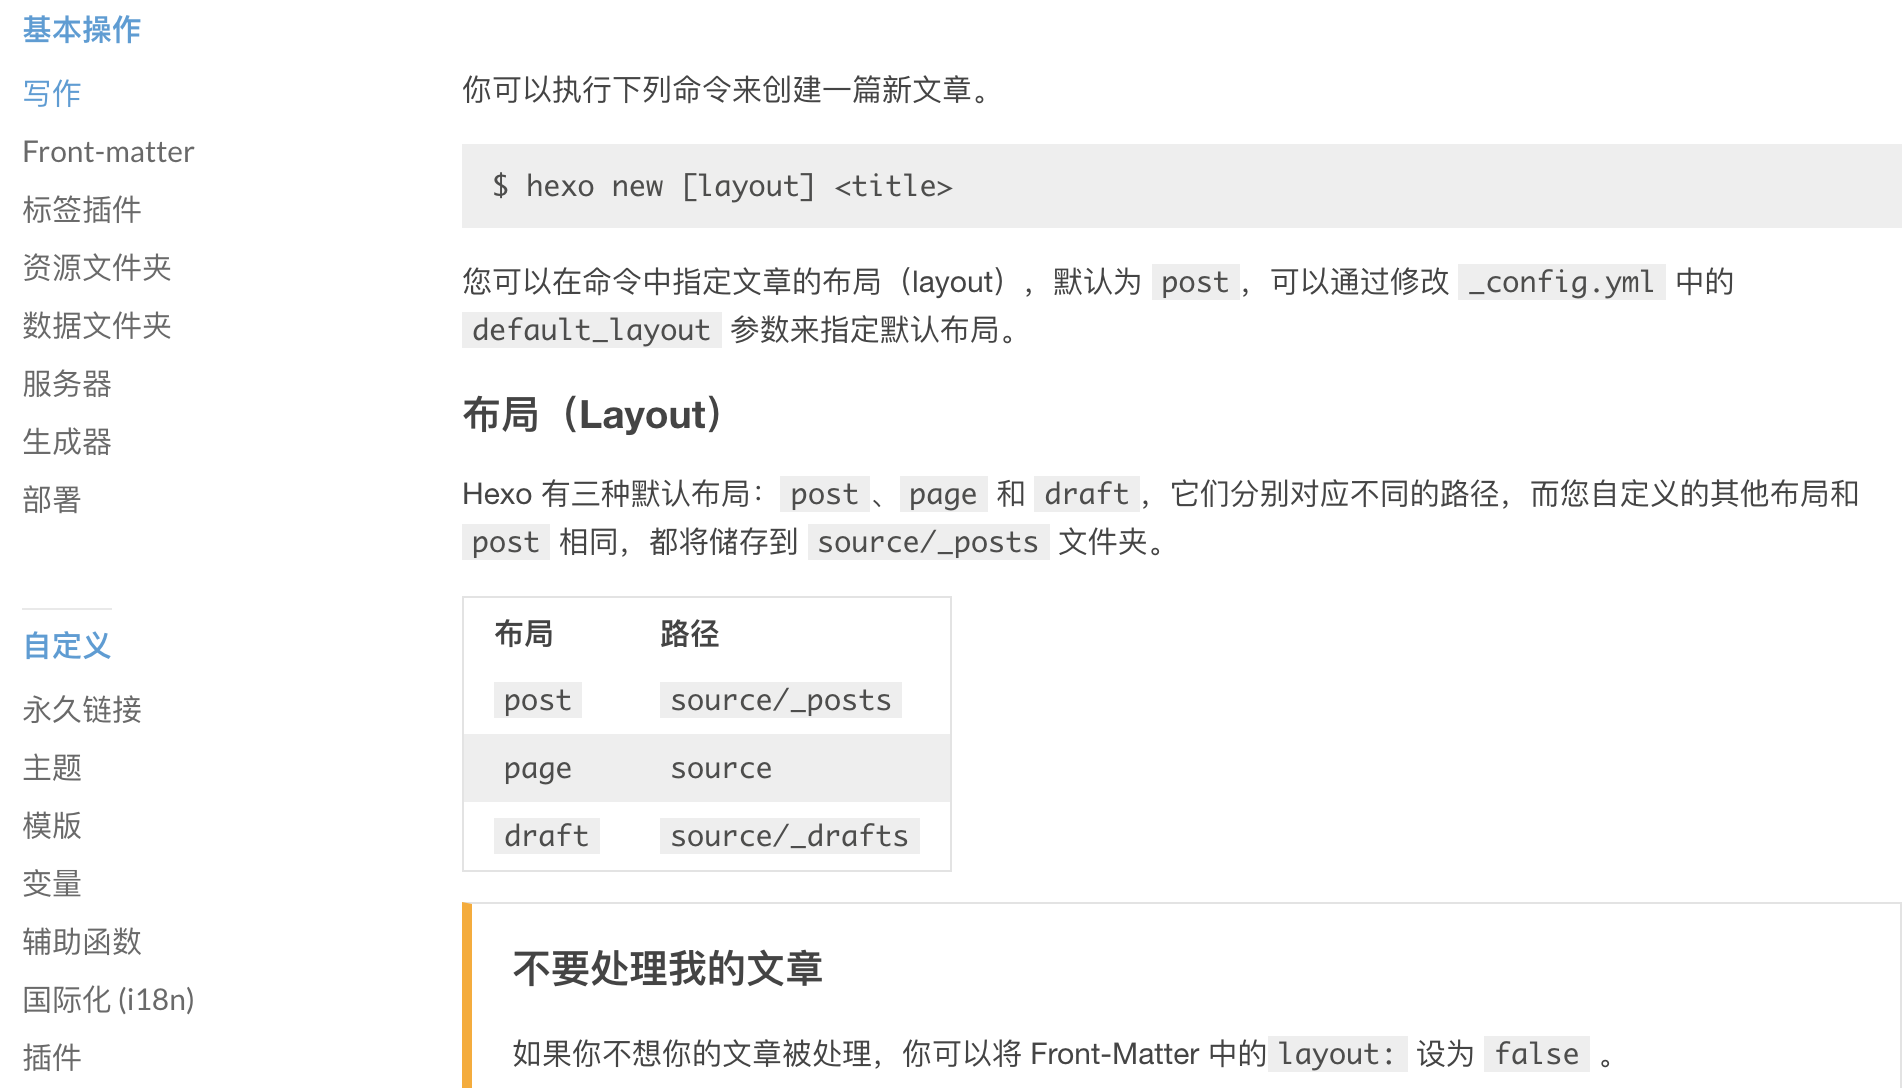 基本操作
写作
Front-matter
标签插件
资源文件夹
数据文件夹
服务器
生成器
部署
自定义
永久链接
主题
模版
变量
辅助函数
国际化 (i18n)
插件
你可以执行下列命令来创建一篇新文章。
$ hexo new [layout] <title>
您可以在命令中指定文章的布局（layout），默认为 post，可以通过修改 _config.yml 中的
default_layout 参数来指定默认布局。
布局（Layout）
Hexo 有三种默认布局：post、page 和 draft，它们分别对应不同的路径，而您自定义的其他布局和
post 相同，都将储存到 source/_posts 文件夹。
布局 路径
post source/_posts
page source
draft source/_drafts
不要处理我的文章
如果你不想你的文章被处理，你可以将 Front-Matter 中的layout: 设为 false 。